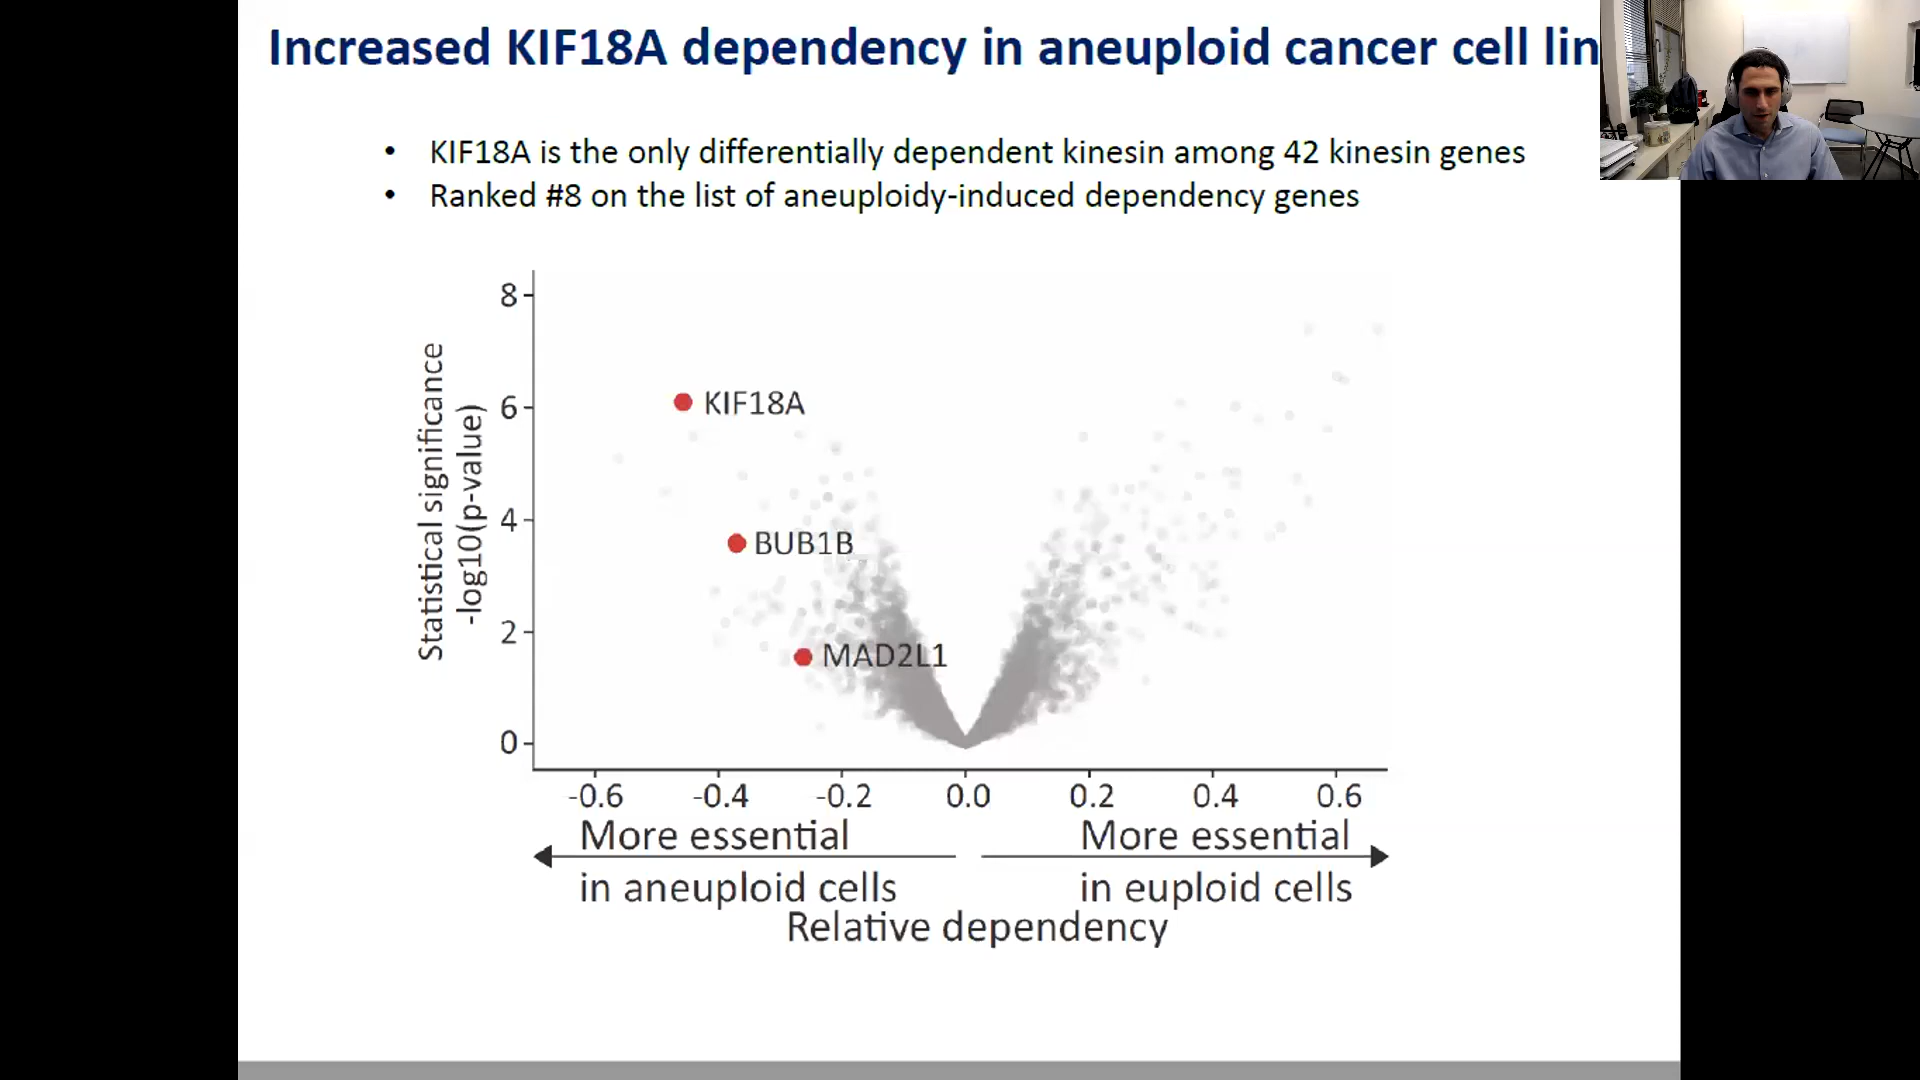 Increased KIF18A dependency in aneuploid cancer cell lin
• KIF18A is the only differentially dependent kinesin among 42 kinesin genes
• Ranked #8 on the list of aneuploidy-induced dependency genes
Statistical significance
-log10(p-value)
8
6
4
2
0
KIF18A
BUB1B
MAD2L1
-0.6 -0.4 -0.2 0.0 0.2 0.4 0.6
More essential
in aneuploid cells
More essential
in euploid cells
Relative dependency